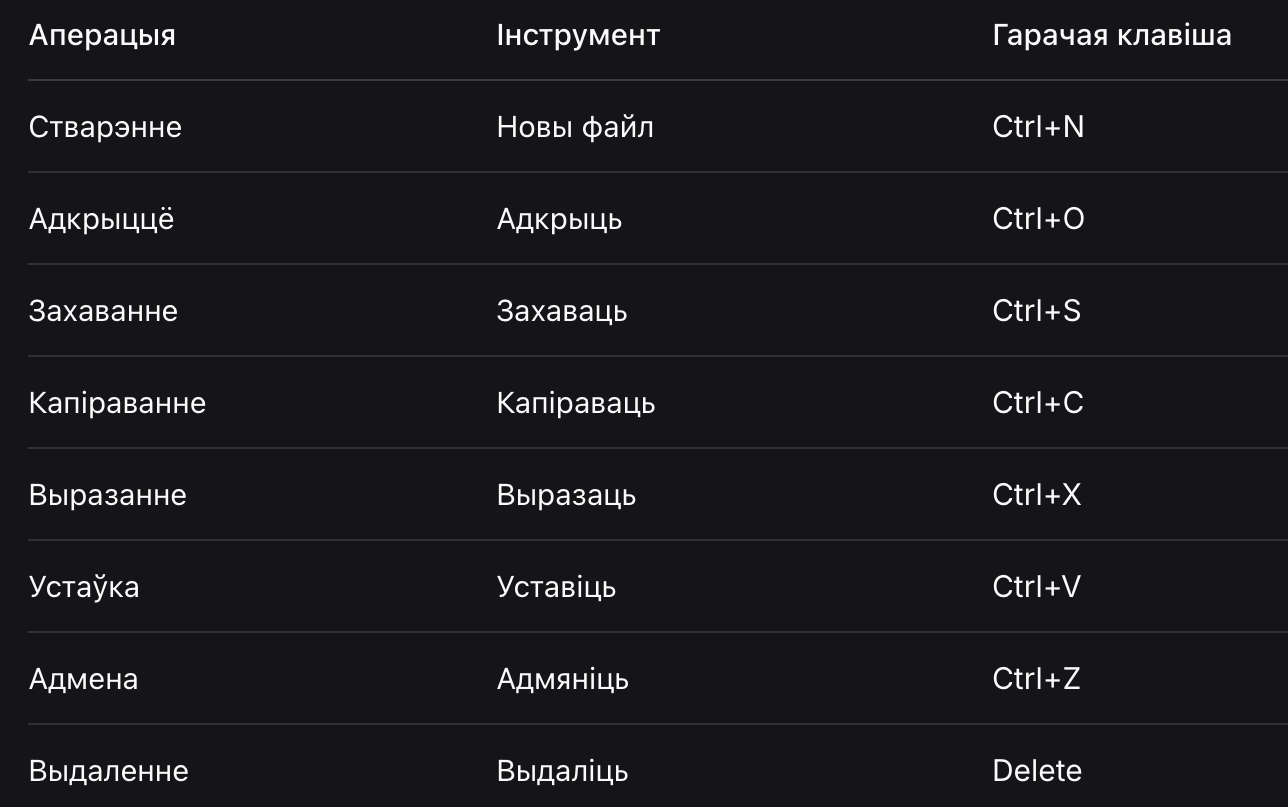 Аперацыя Інструмент Гарачая клавіша
Стварэнне Новы файл Ctrl+N
Адкрыццё Адкрыць Ctrl+O
Захаванне Захаваць Ctrl+S
Капіраванне Капіраваць Ctrl+C
Выразанне Выразаць Ctrl+X
Устаўка Уставіць Ctrl+V
Адмена Адмяніць Ctrl+Z
Выдаленне Выдаліць Delete